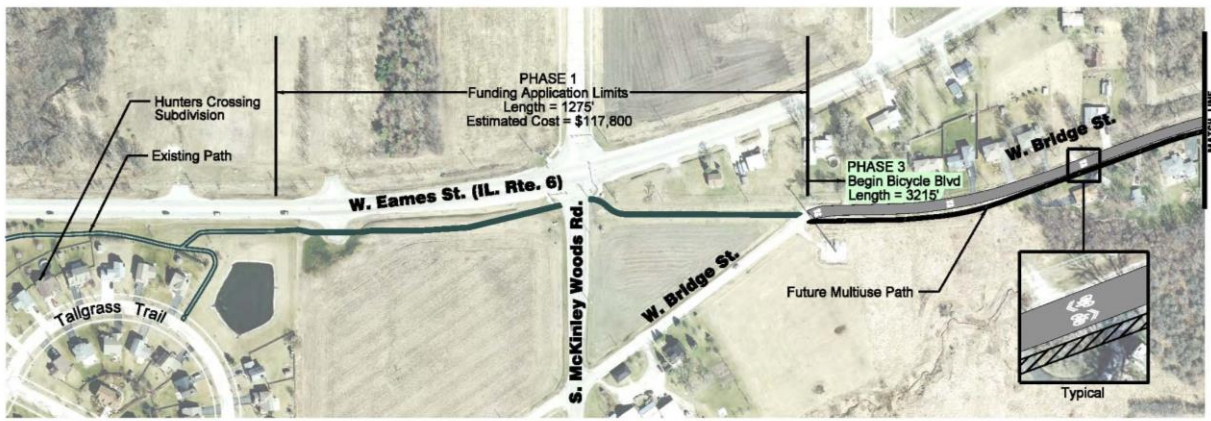 PHASE 1
Funding Application Limits
Length = 1275'
Estimated Cost = $117,800
Hunters Crossing
Subdivision
Existing Path
W. Eames St. (IL. Rte. 6)
S. McKinley Woods Rd.
W. Bridge St.
W. Bridge St.
PHASE 3
Begin Bicycle Blvd
Length = 3215'
Future Multiuse Path
Tallgrass Trail
Typical
MATCH LINE